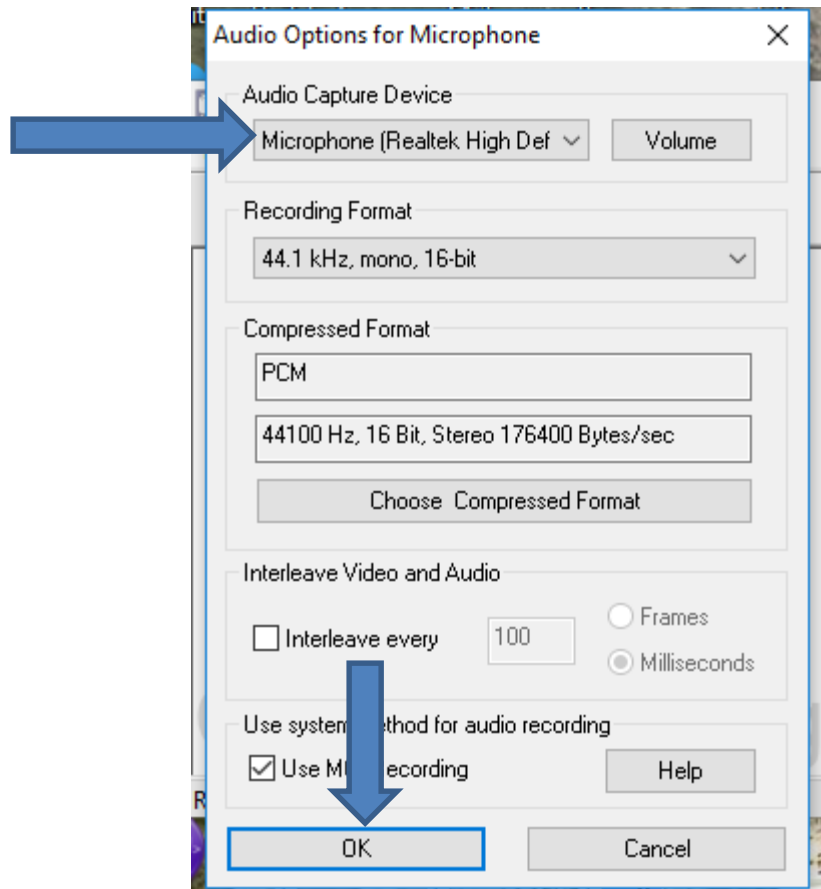 Audio Options for Microphone
Audio Capture Device
Microphone (Realtek High Def
Volume
Recording Format
44.1 kHz, mono, 16-bit
Compressed Format
PCM
44100 Hz, 16 Bit, Stereo 176400 Bytes/sec
Choose Compressed Format
Interleave Video and Audio
Interleave every
100
Frames
Milliseconds
Use system for audio recording
Use
Help
OK
Cancel